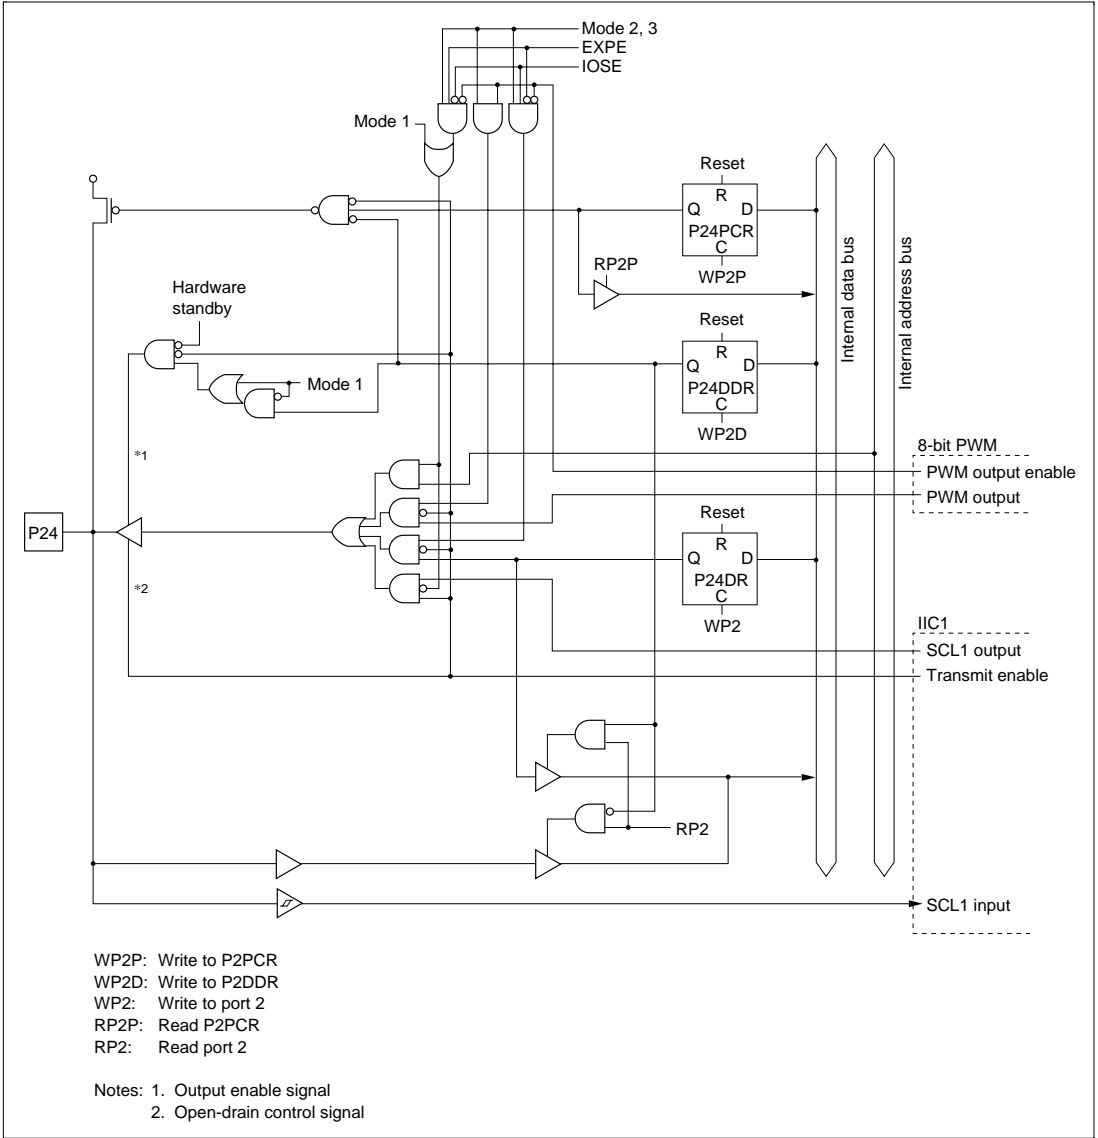 Mode 2, 3
EXPE
IOSE
Mode 1
Reset
R
Q D
P24PCR
C
WP2P
RP2P
Internal data bus
Internal address bus
Hardware
standby
Reset
R
Q D
P24DDR
C
WP2D
Mode 1
*1
8-bit PWM
PWM output enable
PWM output
P24
Reset
R
Q D
P24DR
C
WP2
*2
IIC1
SCL1 output
Transmit enable
RP2
SCL1 input
WP2P: Write to P2PCR
WP2D: Write to P2DDR
WP2: Write to port 2
RP2P: Read P2PCR
RP2: Read port 2
Notes: 1. Output enable signal
2. Open-drain control signal